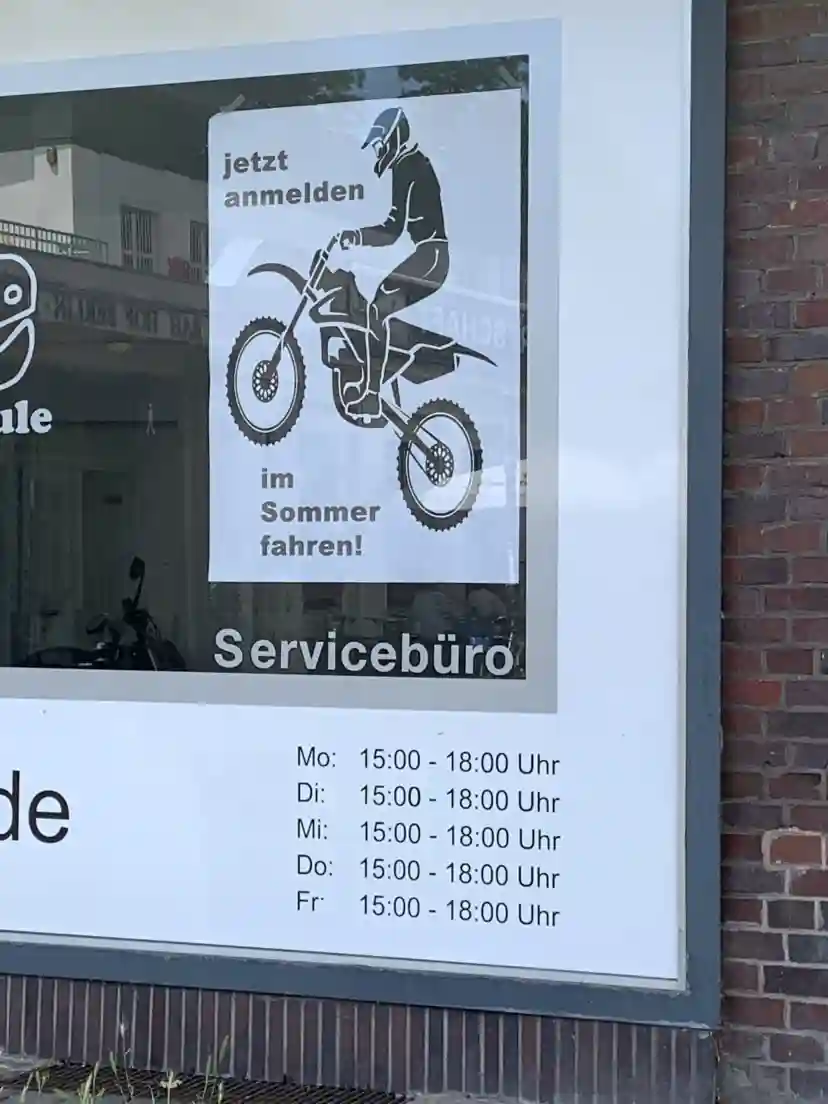 jetzt
anmelden
im
Sommer
fahren!
ule
Servicebüro
de
Mo: 15:00 - 18:00 Uhr
Di: 15:00 - 18:00 Uhr
Mi: 15:00 - 18:00 Uhr
Do: 15:00 - 18:00 Uhr
Fr: 15:00 - 18:00 Uhr